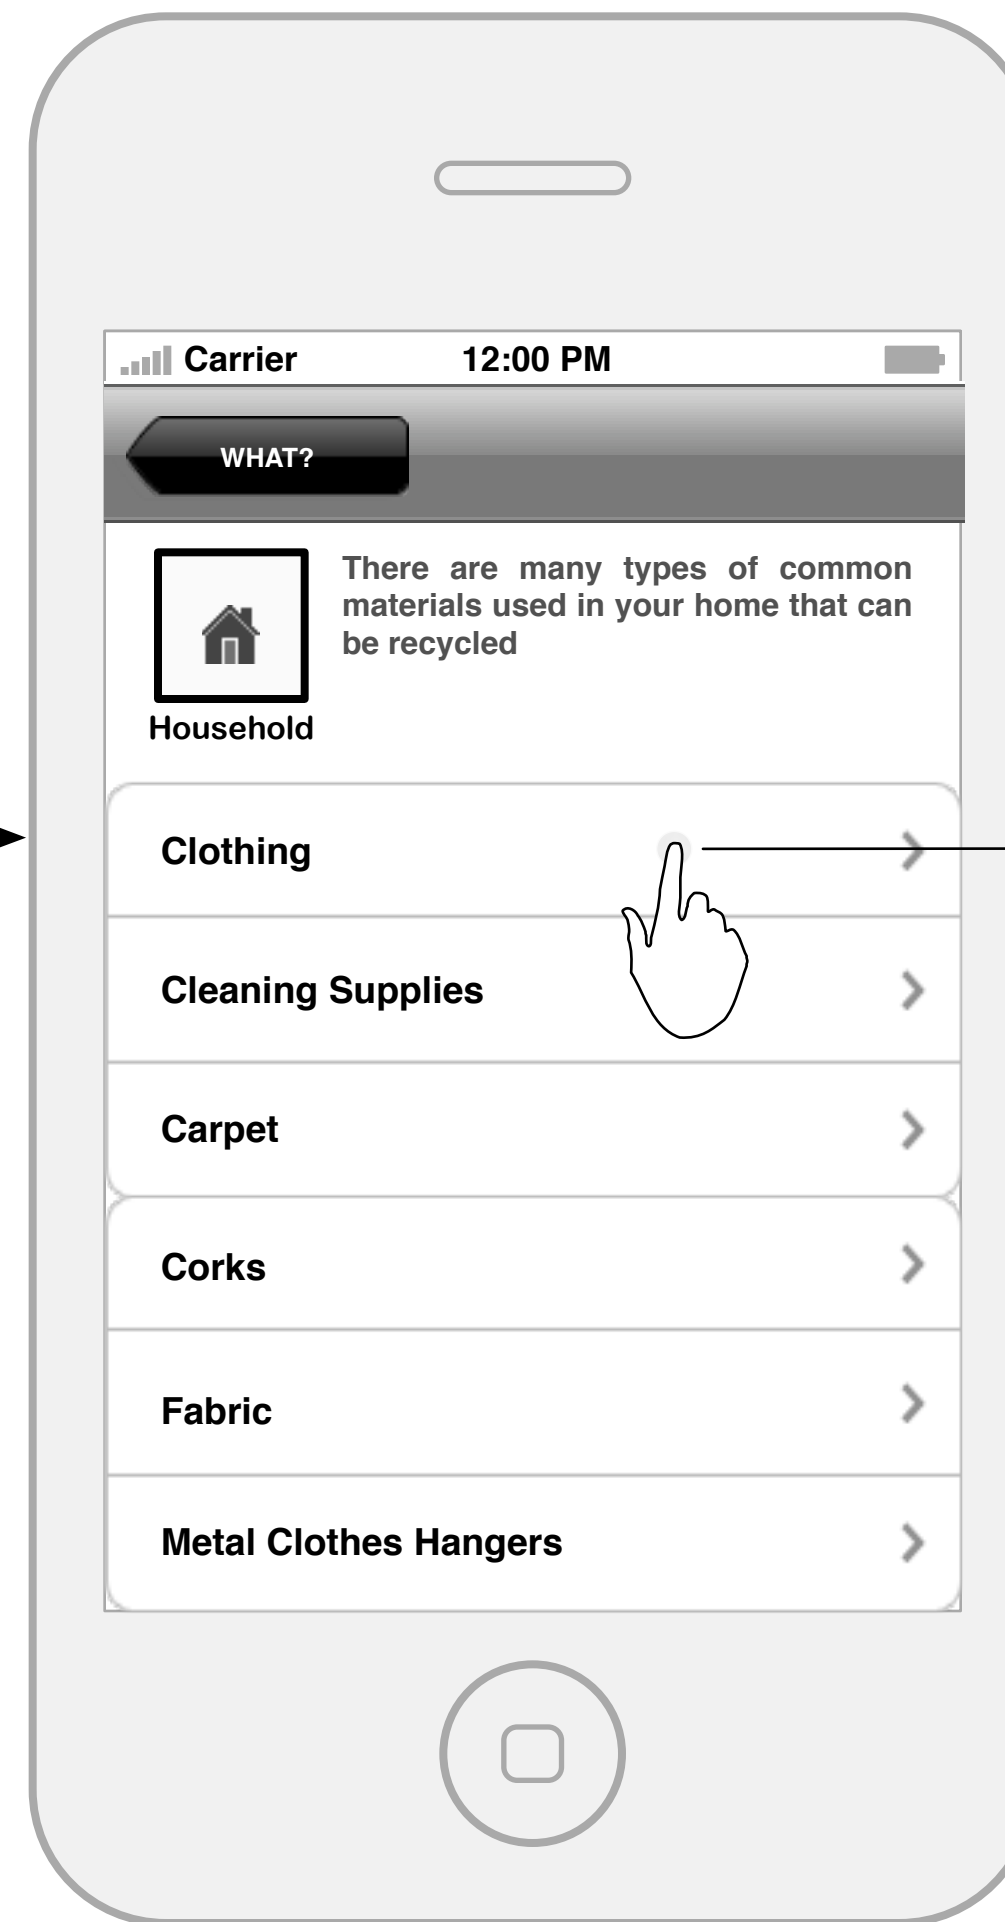 Carrier 12:00 PM
WHAT?
There are many types of common
materials used in your home that can
be recycled
Household
Clothing
Cleaning Supplies
Carpet
Corks
Fabric
Metal Clothes Hangers